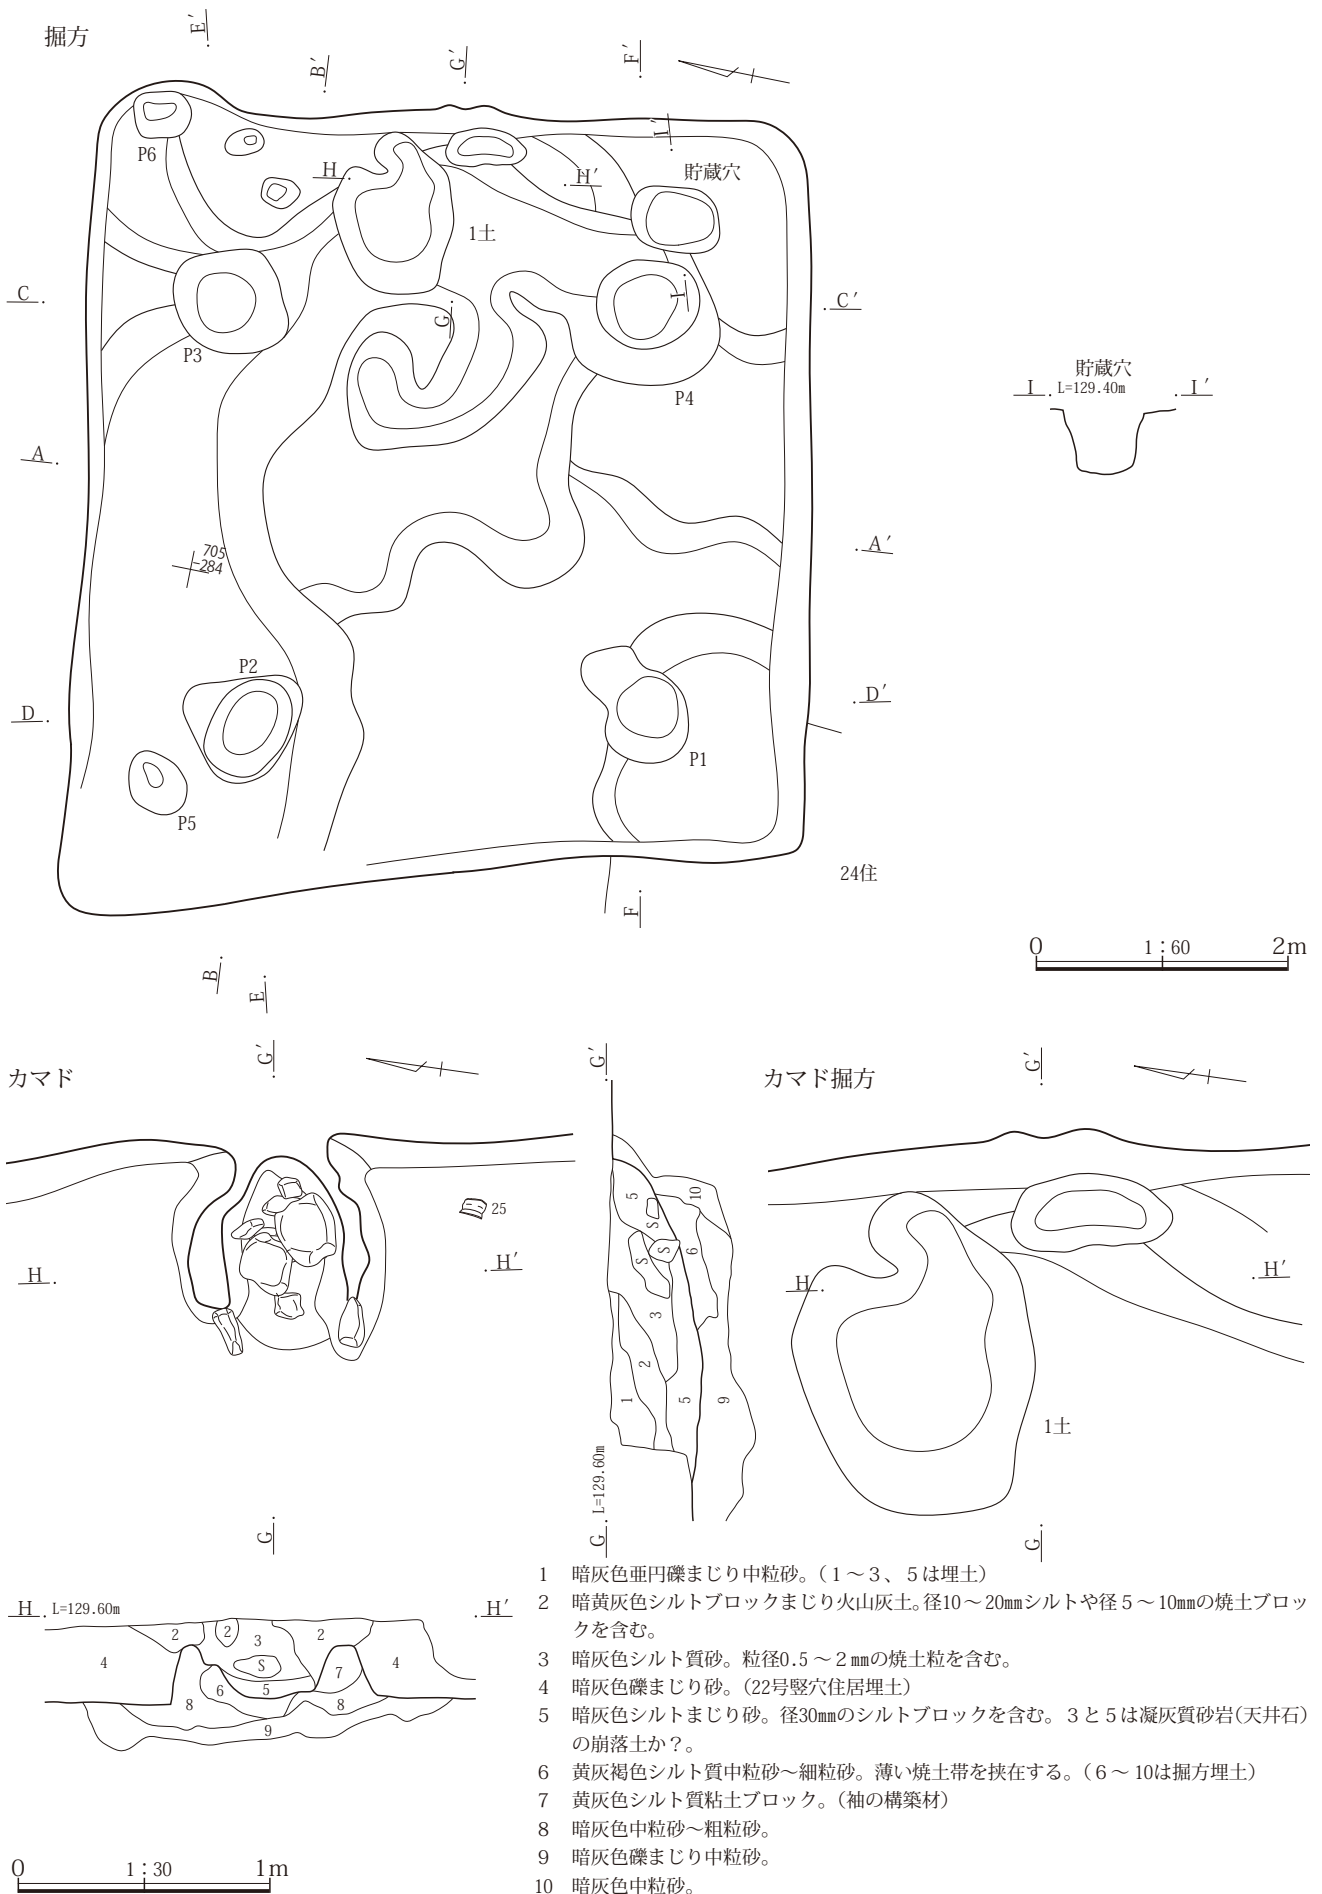 掘方
E′
B′
G′
F′
I′
P6
H
H′
貯蔵穴
1土
C
C′
G
I
P3
P4
貯蔵穴
I L=129.40m I′
A
A′
705
-284
P2
D
D′
P1
P5
24住
F
B
E
0 1:60 2m
カマド
G′
G′
カマド掘方
G′
25
H
H′
H
H′
5
10
S
S
S
6
3
2
1
5
9
1土
G
G L=129.60m
G
H L=129.60m H′
2
2
3
2
4
S
4
7
6
5
8
8
9
1 暗灰色亜円礫まじり中粒砂。(1～3、5は埋土)
2 暗黄灰色シルトブロックまじり火山灰土。径10～20㎜シルトや径5～10㎜の焼土ブロッ
クを含む。
3 暗灰色シルト質砂。粒径0.5～2㎜の焼土粒を含む。
4 暗灰色礫まじり砂。(22号竪穴住居埋土)
5 暗灰色シルトまじり砂。径30㎜のシルトブロックを含む。3と5は凝灰質砂岩(天井石)
の崩落土か?。
6 黄灰褐色シルト質中粒砂～細粒砂。薄い焼土帯を挟在する。(6～10は掘方埋土)
7 黄灰色シルト質粘土ブロック。(袖の構築材)
8 暗灰色中粒砂～粗粒砂。
9 暗灰色礫まじり中粒砂。
10 暗灰色中粒砂。
0 1:30 1m